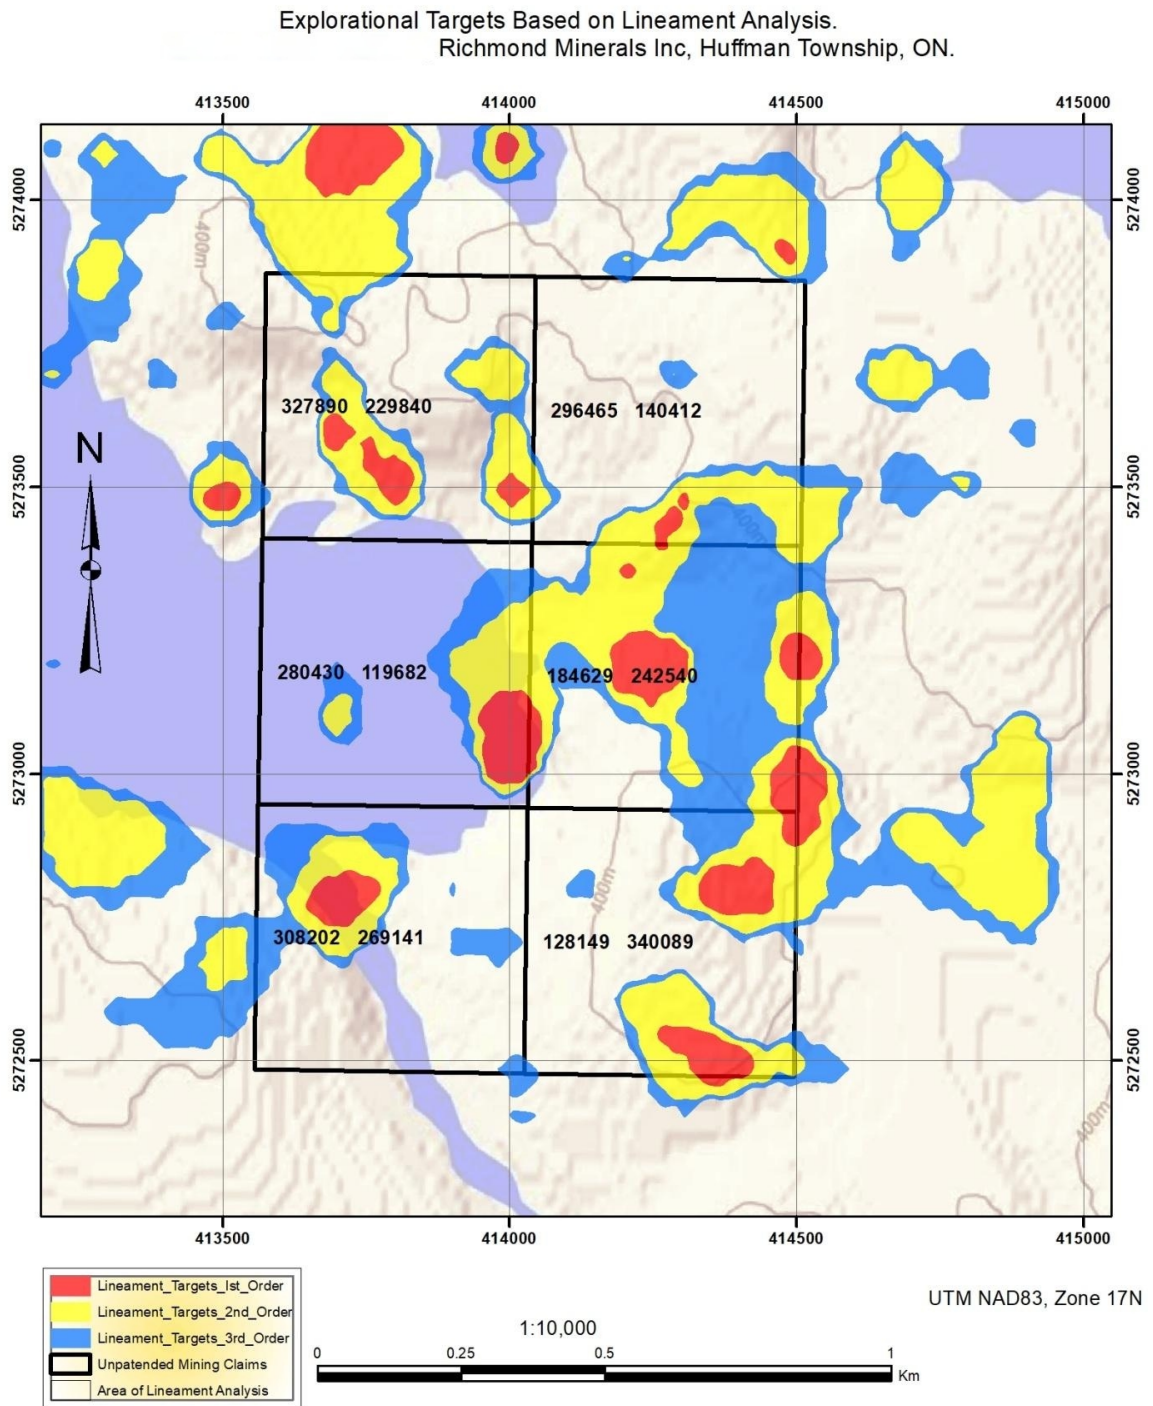 Explorational Targets Based on Lineament Analysis.
Richmond Minerals Inc, Huffman Township, ON.
413500 414000 414500 415000
5274000 5274000
400m
327890 229840 296465 140412
N
5273500 5273500
400m
280430 119682 184629 242540
5273000 5273000
400m
308202 269141 128149 340089
5272500 5272500
400m
413500 414000 414500 415000
Lineament_Targets_Ist_Order
Lineament_Targets_2nd_Order
Lineament_Targets_3rd_Order
Unpatended Mining Claims
Area of Lineament Analysis
UTM NAD83, Zone 17N
1:10,000
0 0.25 0.5 1
Km